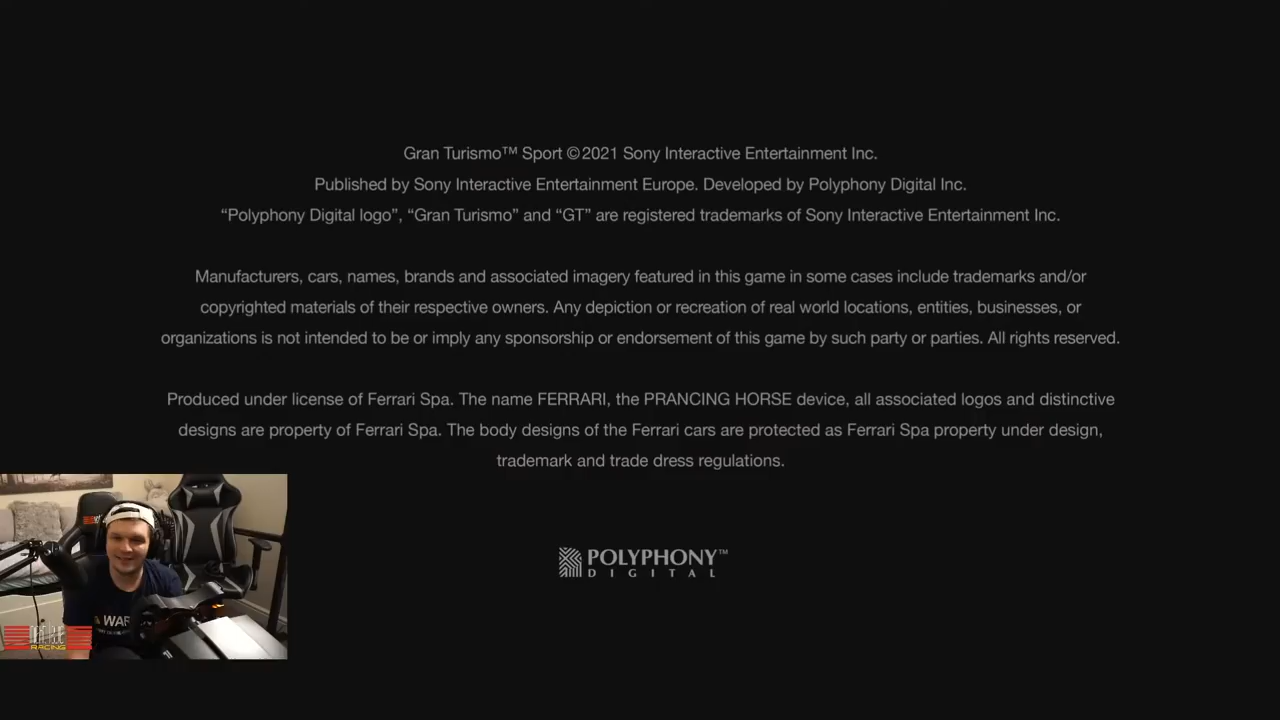 Gran Turismo™ Sport ©2021 Sony Interactive Entertainment Inc.
Published by Sony Interactive Entertainment Europe. Developed by Polyphony Digital Inc.
“Polyphony Digital logo”, “Gran Turismo” and “GT” are registered trademarks of Sony Interactive Entertainment Inc.
Manufacturers, cars, names, brands and associated imagery featured in this game in some cases include trademarks and/or
copyrighted materials of their respective owners. Any depiction or recreation of real world locations, entities, businesses, or
organizations is not intended to be or imply any sponsorship or endorsement of this game by such party or parties. All rights reserved.
Produced under license of Ferrari Spa. The name FERRARI, the PRANCING HORSE device, all associated logos and distinctive
designs are property of Ferrari Spa. The body designs of the Ferrari cars are protected as Ferrari Spa property under design,
trademark and trade dress regulations.
POLYPHONY™
DIGITAL
WAR
RACING